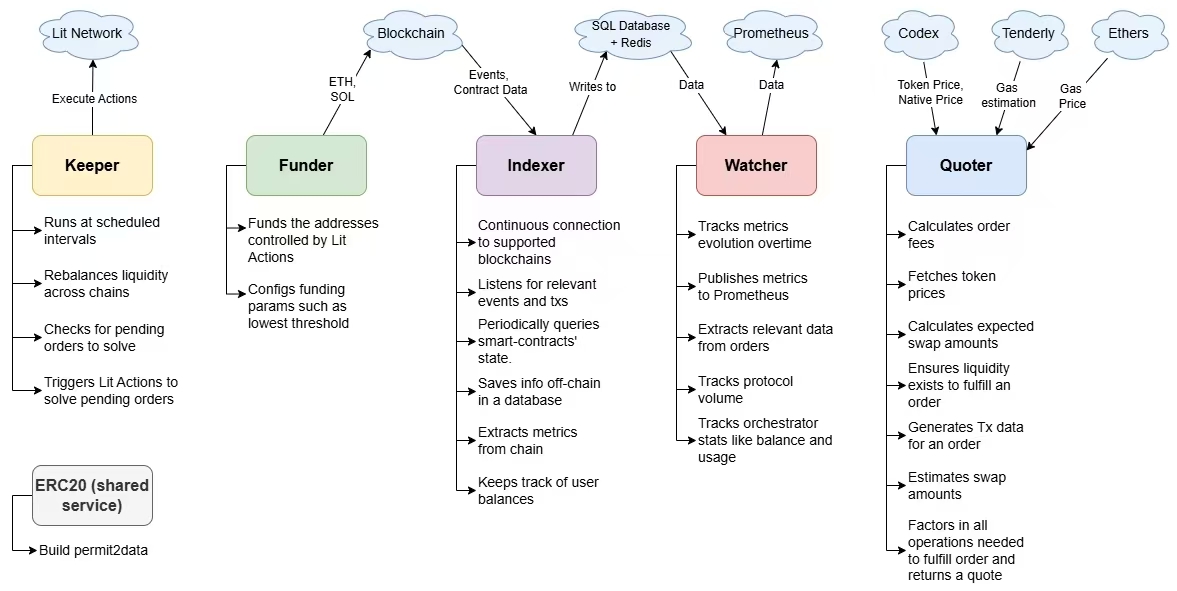 Lit Network
Blockchain
SQL Database
+ Redis
Prometheus
Codex
Tenderly
Ethers
Execute Actions
ETH,
SOL
Events,
Contract Data
Writes to
Data
Data
Token Price,
Native Price
Gas
estimation
Gas
Price
Keeper
Runs at scheduled
intervals
Rebalances liquidity
across chains
Checks for pending
orders to solve
Triggers Lit Actions to
solve pending orders
ERC20 (shared
service)
Build permit2data
Funder
Funds the addresses
controlled by Lit
Actions
Configs funding
params such as
lowest threshold
Indexer
Continuous connection
to supported
blockchains
Listens for relevant
events and txs
Periodically queries
smart-contracts'
state.
Saves info off-chain
in a database
Extracts metrics
from chain
Keeps track of user
balances
Watcher
Tracks metrics
evolution overtime
Publishes metrics
to Prometheus
Extracts relevant data
from orders
Tracks protocol
volume
Tracks orchestrator
stats like balance and
usage
Quoter
Calculates order
fees
Fetches token
prices
Calculates expected
swap amounts
Ensures liquidity
exists to fulfill an
order
Generates Tx data
for an order
Estimates swap
amounts
Factors in all
operations needed
to fulfill order and
returns a quote